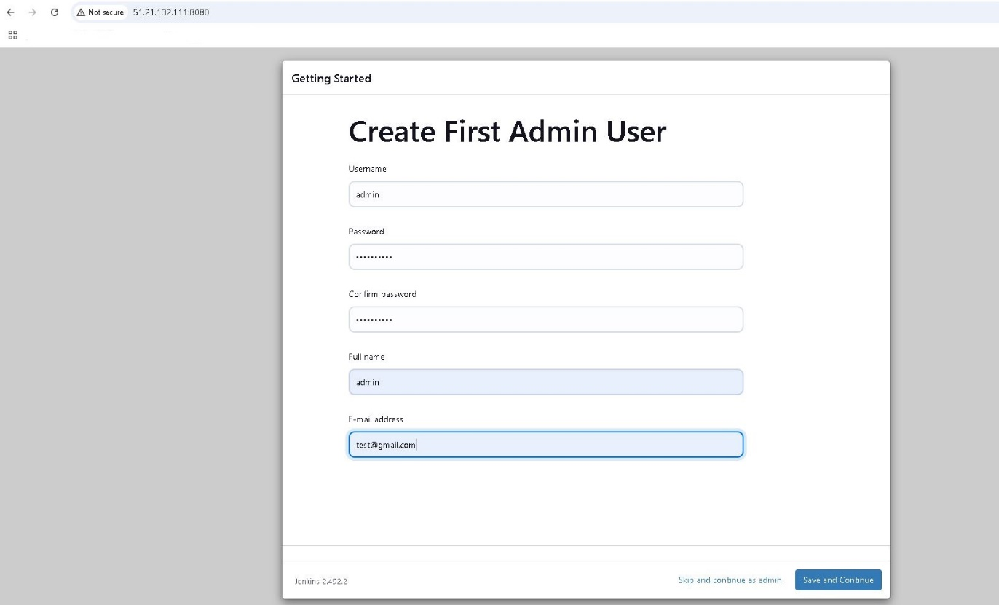 Not secure 51.21.132.111:8080
Getting Started
Create First Admin User
Username
admin
Password
••••••••••
Confirm password
••••••••••
Full name
admin
E-mail address
test@gmail.com
Jenkins 2.492.2 Skip and continue as admin Save and Continue